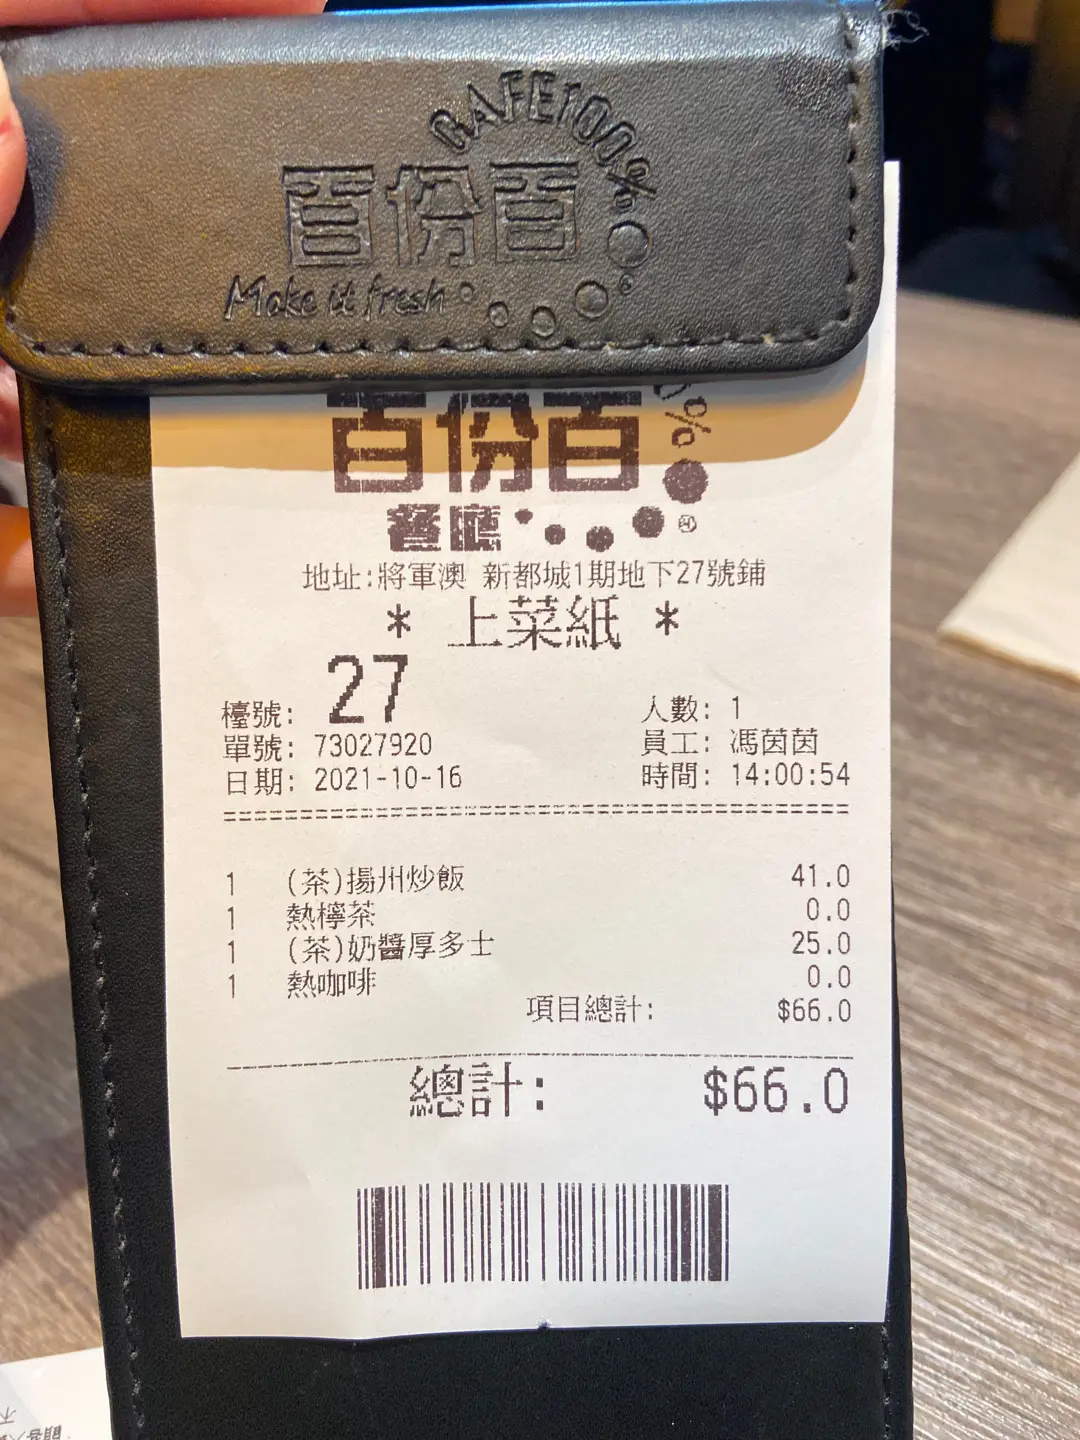 CAFE100%
百份百
Make it fresh
百份百%
餐廳
地址:將軍澳 新都城1期地下27號鋪
* 上菜紙 *
檯號: 27 人數: 1
單號: 73027920 員工: 馮茵茵
日期: 2021-10-16 時間: 14:00:54
1 (茶)揚州炒飯 41.0
1 熱檸茶 0.0
1 (茶)奶醬厚多士 25.0
1 熱咖啡 0.0
項目總計: $66.0
總計: $66.0